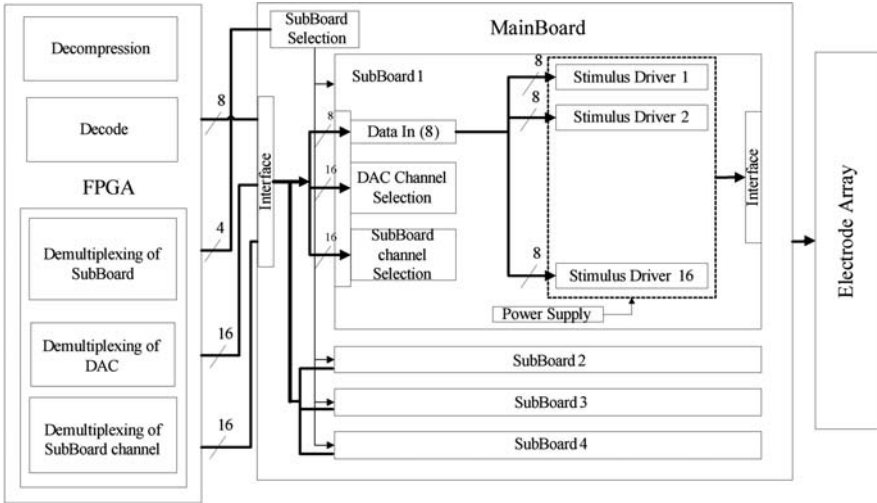 Decompression
Decode
FPGA
Demultiplexing of
SubBoard
Demultiplexing of
DAC
Demultiplexing of
SubBoard channel
8
4
16
16
SubBoard
Selection
MainBoard
Interface
SubBoard 1
8
Data In (8)
16
DAC Channel
Selection
16
SubBoard
channel
Selection
8
Stimulus Driver 1
8
Stimulus Driver 2
8
Stimulus Driver 16
Power Supply
Interface
SubBoard 2
SubBoard 3
SubBoard 4
Electrode Array